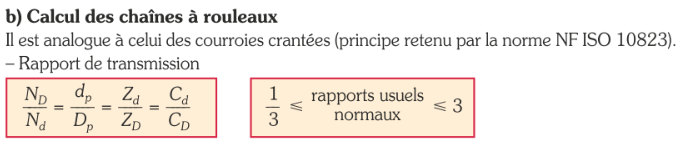 b) Calcul des chaînes à rouleaux
Il est analogue à celui des courroies crantées (principe retenu par la norme NF ISO 10823).
– Rapport de transmission
N_D / N_d = d_p / D_p = Z_d / Z_D = C_d / C_D
1/3 ⩽ rapports usuels normaux ⩽ 3